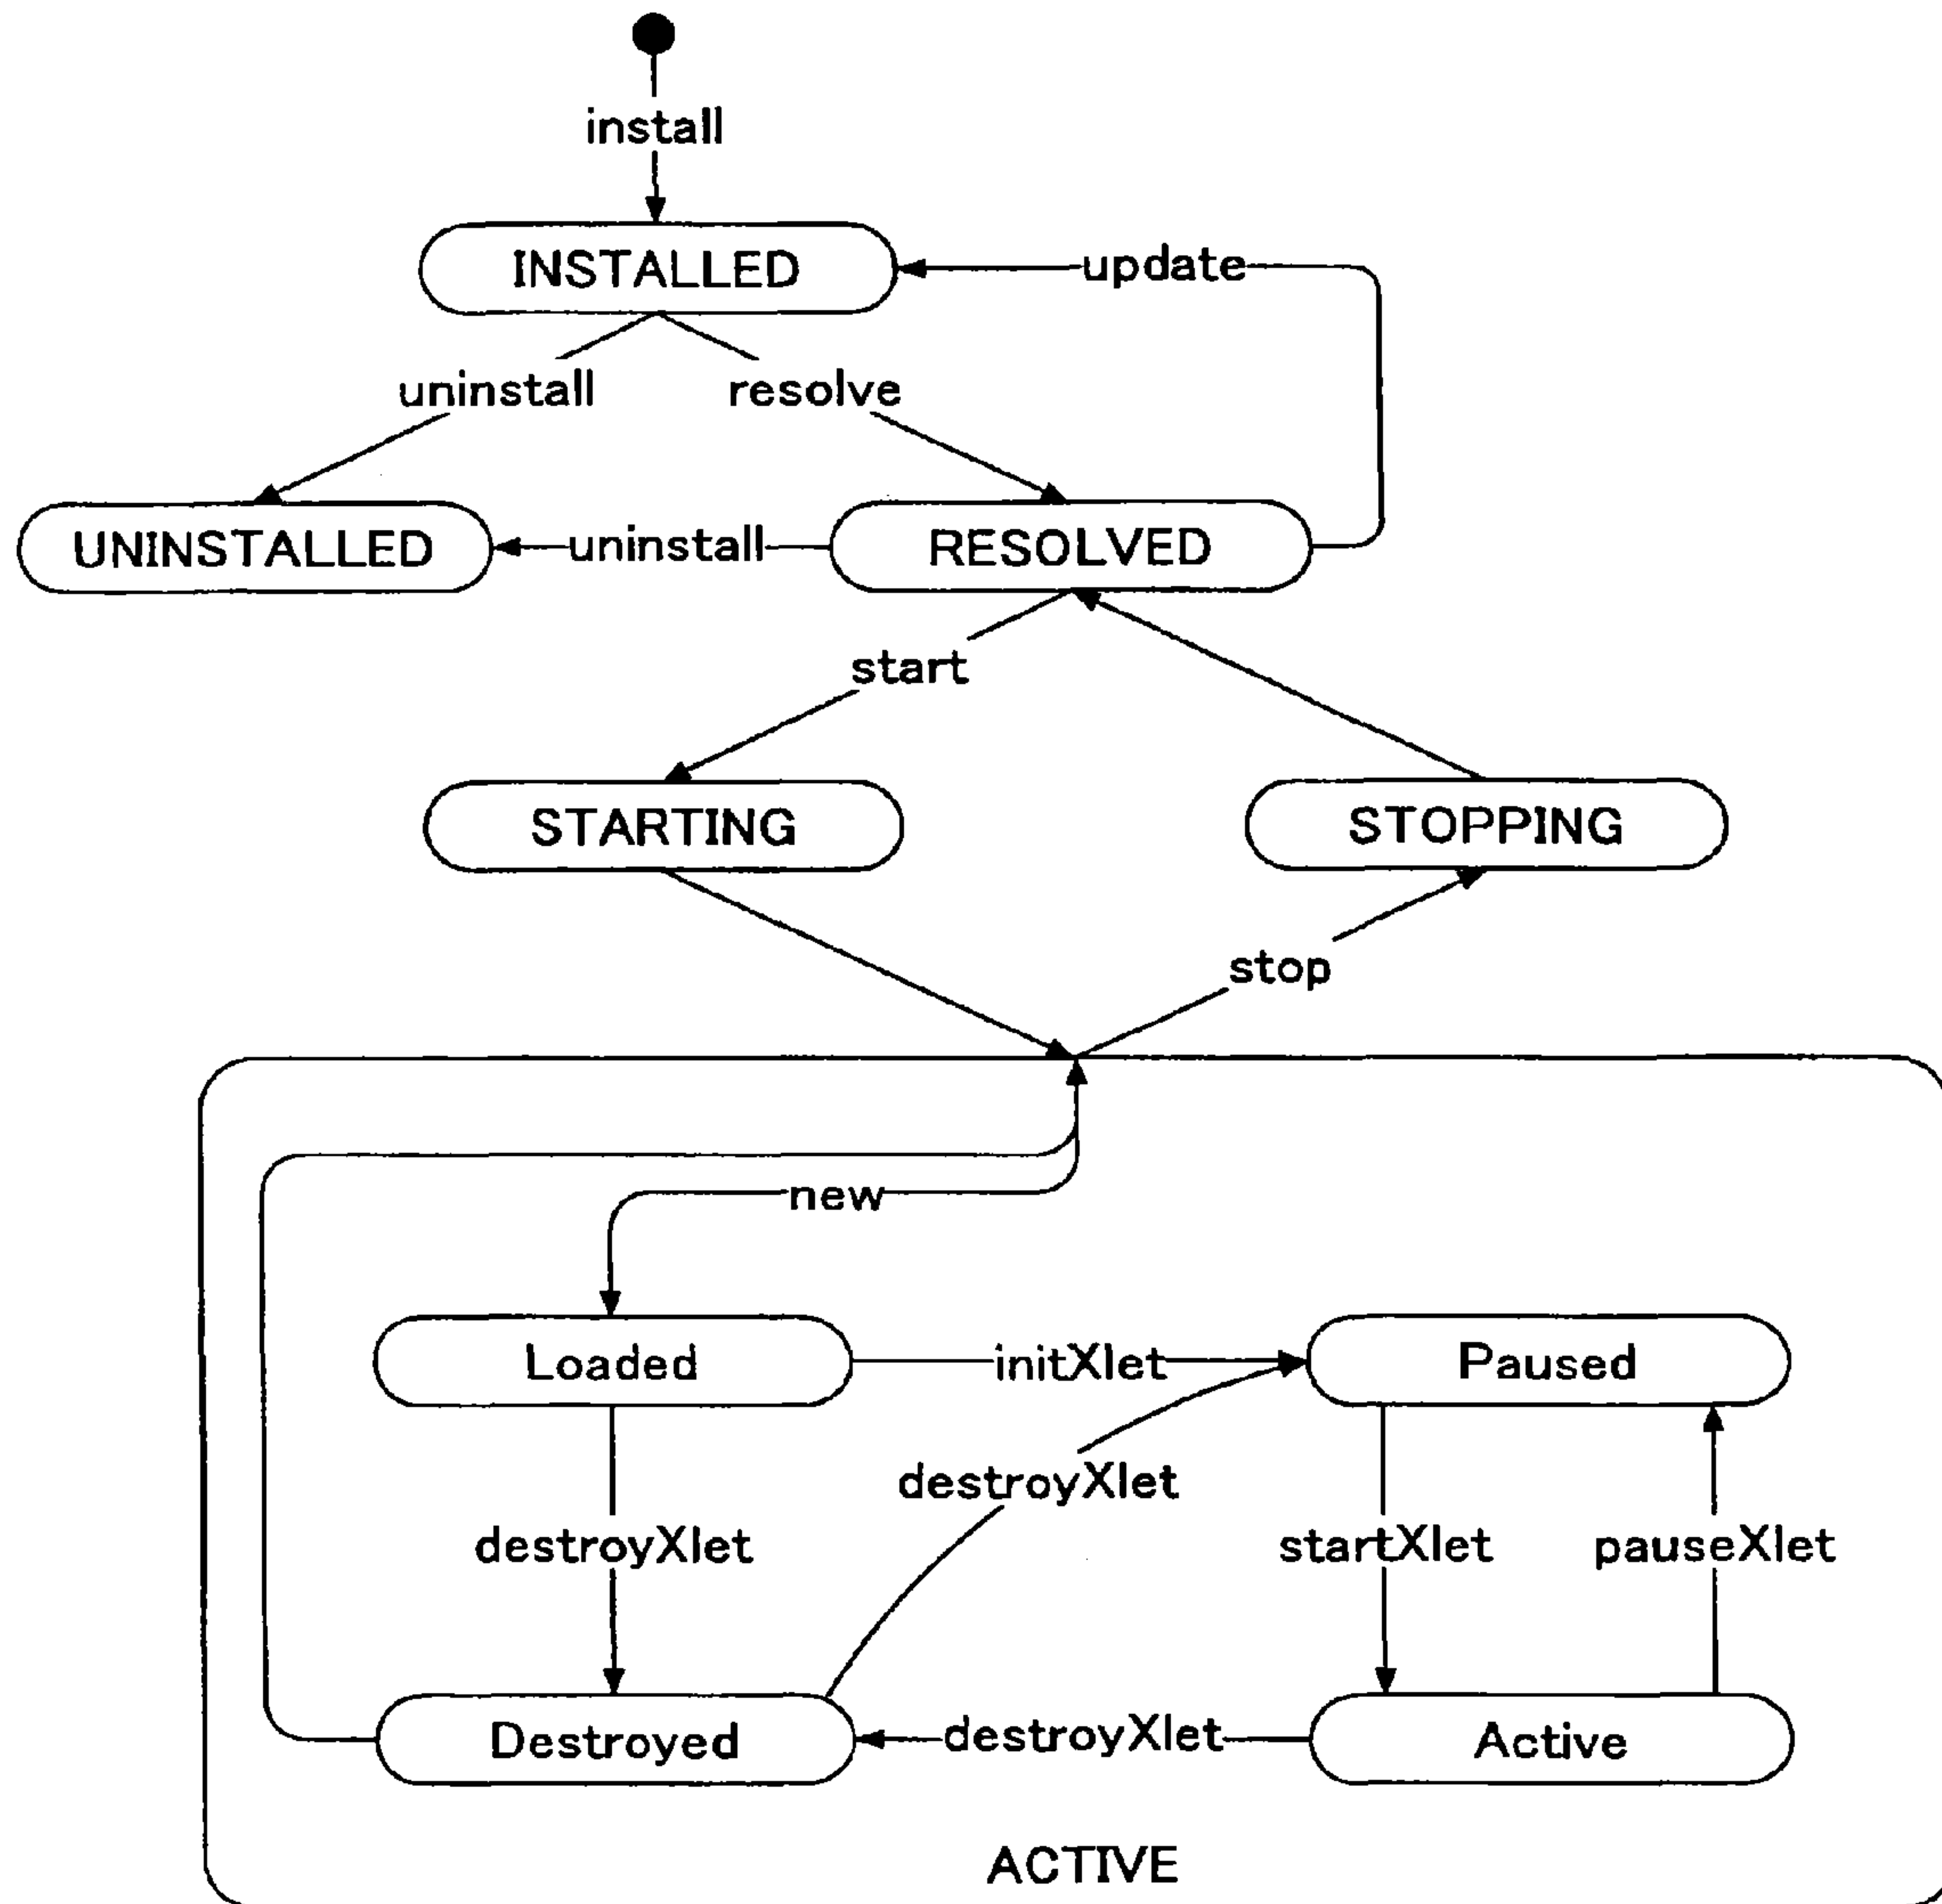 install
INSTALLED
update
uninstall
resolve
UNINSTALLED
uninstall
RESOLVED
start
STARTING
STOPPING
stop
new
Loaded
initXlet
Paused
destroyXlet
destroyXlet
startXlet
pauseXlet
Destroyed
destroyXlet
Active
ACTIVE